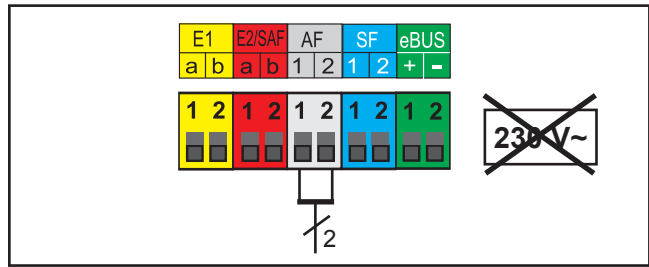 E1 E2/SAF AF SF eBUS
a b a b 1 2 1 2 + -
1 2 1 2 1 2 1 2 1 2
230 V~
2